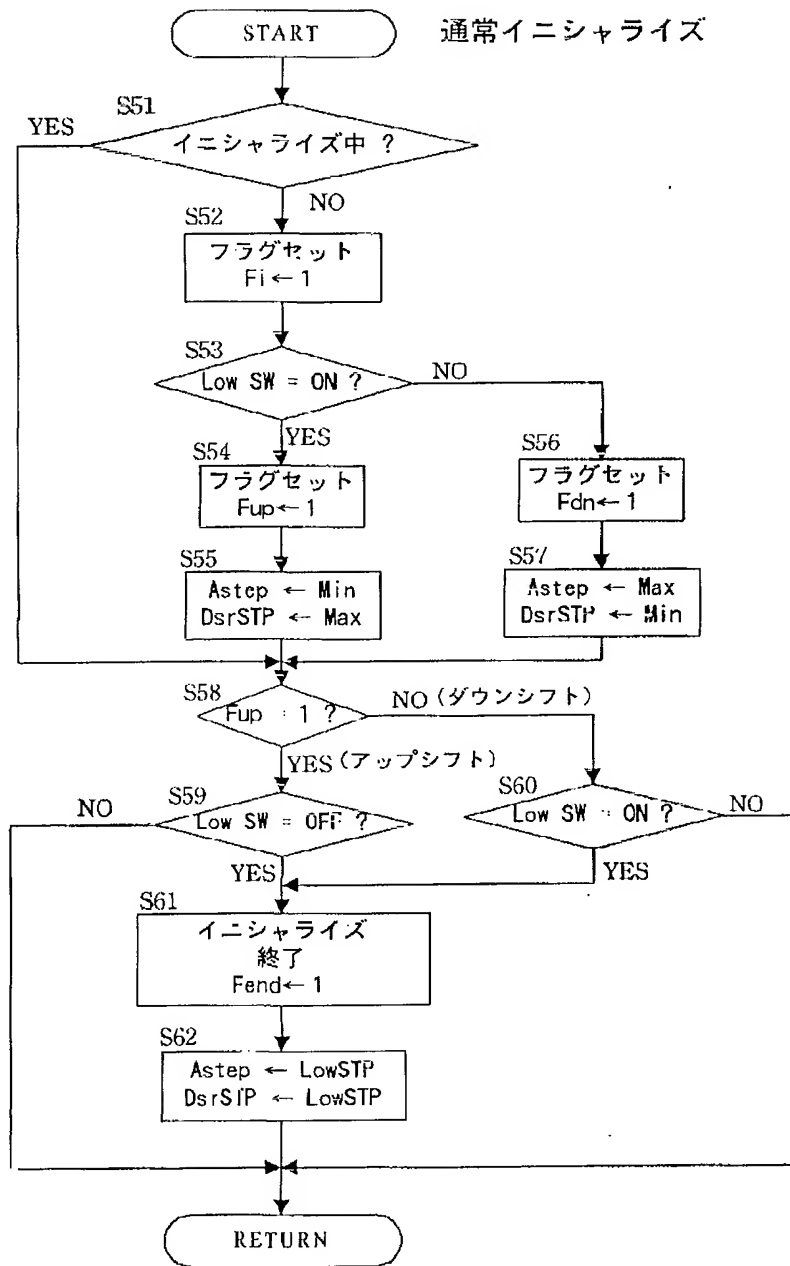 START
通常イニシャライズ
S51
YES
イニシャライズ中 ?
NO
S52
フラグセット
Fi←1
S53
Low SW = ON ?
NO
YES
S54
フラグセット
Fup←1
S56
フラグセット
Fdn←1
S55
Astep ← Min
DsrSTP ← Max
S57
Astep ← Max
DsrSTP ← Min
S58
Fup = 1 ?
NO(ダウンシフト)
YES(アップシフト)
S59
NO
Low SW = OFF ?
YES
S60
Low SW = ON ?
NO
YES
S61
イニシャライズ
終了
Fend←1
S62
Astep ← LowSTP
DsrSTP ← LowSTP
RETURN